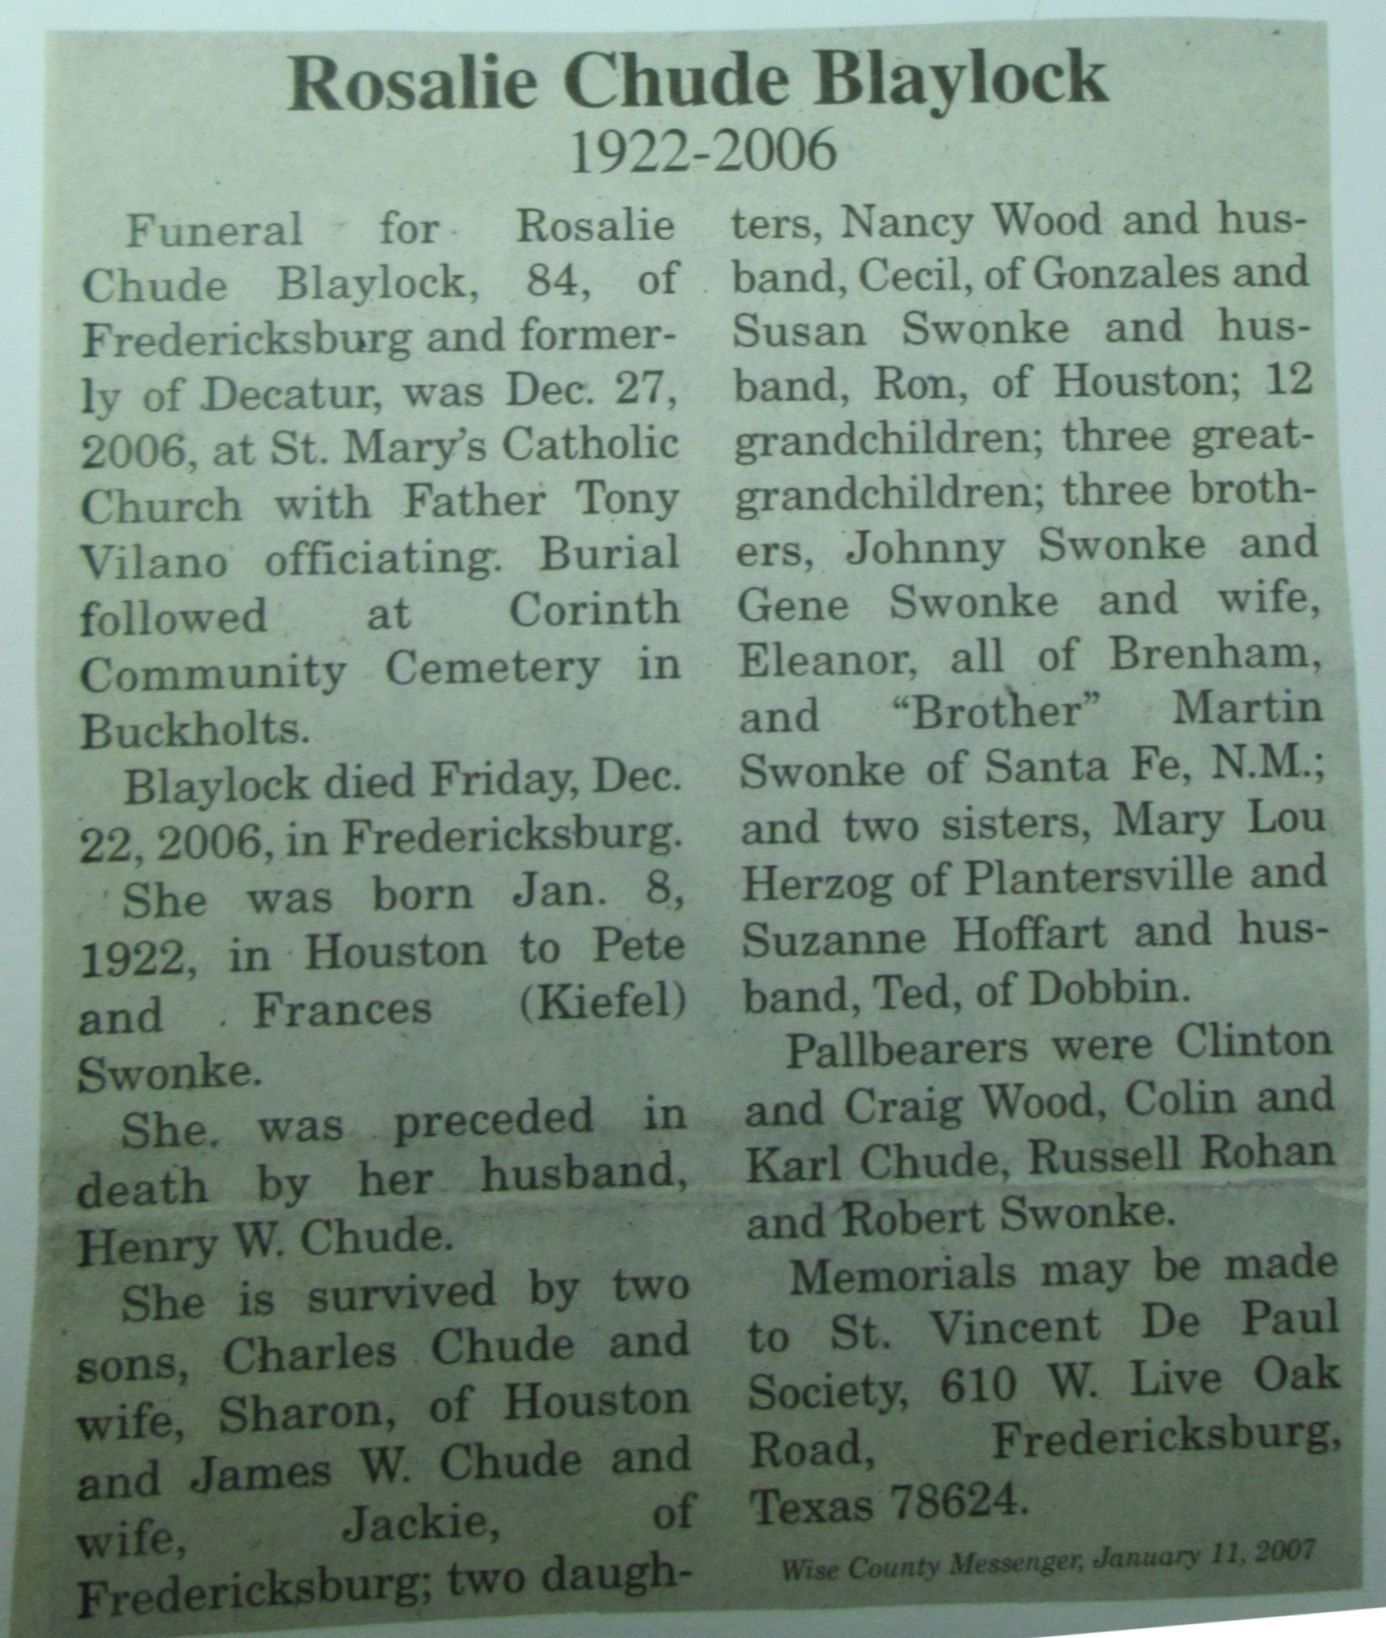 Rosalie Chude Blaylock
1922-2006
Funeral for Rosalie
Chude Blaylock, 84, of
Fredericksburg and former-
ly of Decatur, was Dec. 27,
2006, at St. Mary's Catholic
Church with Father Tony
Vilano officiating. Burial
followed at Corinth
Community Cemetery in
Buckholts.
Blaylock died Friday, Dec.
22, 2006, in Fredericksburg.
She was born Jan. 8,
1922, in Houston to Pete
and Frances (Kiefel)
Swonke.
She was preceded in
death by her husband,
Henry W. Chude.
She is survived by two
sons, Charles Chude and
wife, Sharon, of Houston
and James W. Chude and
wife, Jackie, of
Fredericksburg; two daugh-
ters, Nancy Wood and hus-
band, Cecil, of Gonzales and
Susan Swonke and hus-
band, Ron, of Houston; 12
grandchildren; three great-
grandchildren; three broth-
ers, Johnny Swonke and
Gene Swonke and wife,
Eleanor, all of Brenham,
and "Brother" Martin
Swonke of Santa Fe, N.M.;
and two sisters, Mary Lou
Herzog of Plantersville and
Suzanne Hoffart and hus-
band, Ted, of Dobbin.
Pallbearers were Clinton
and Craig Wood, Colin and
Karl Chude, Russell Rohan
and Robert Swonke.
Memorials may be made
to St. Vincent De Paul
Society, 610 W. Live Oak
Road, Fredericksburg,
Texas 78624.
Wise County Messenger, January 11, 2007